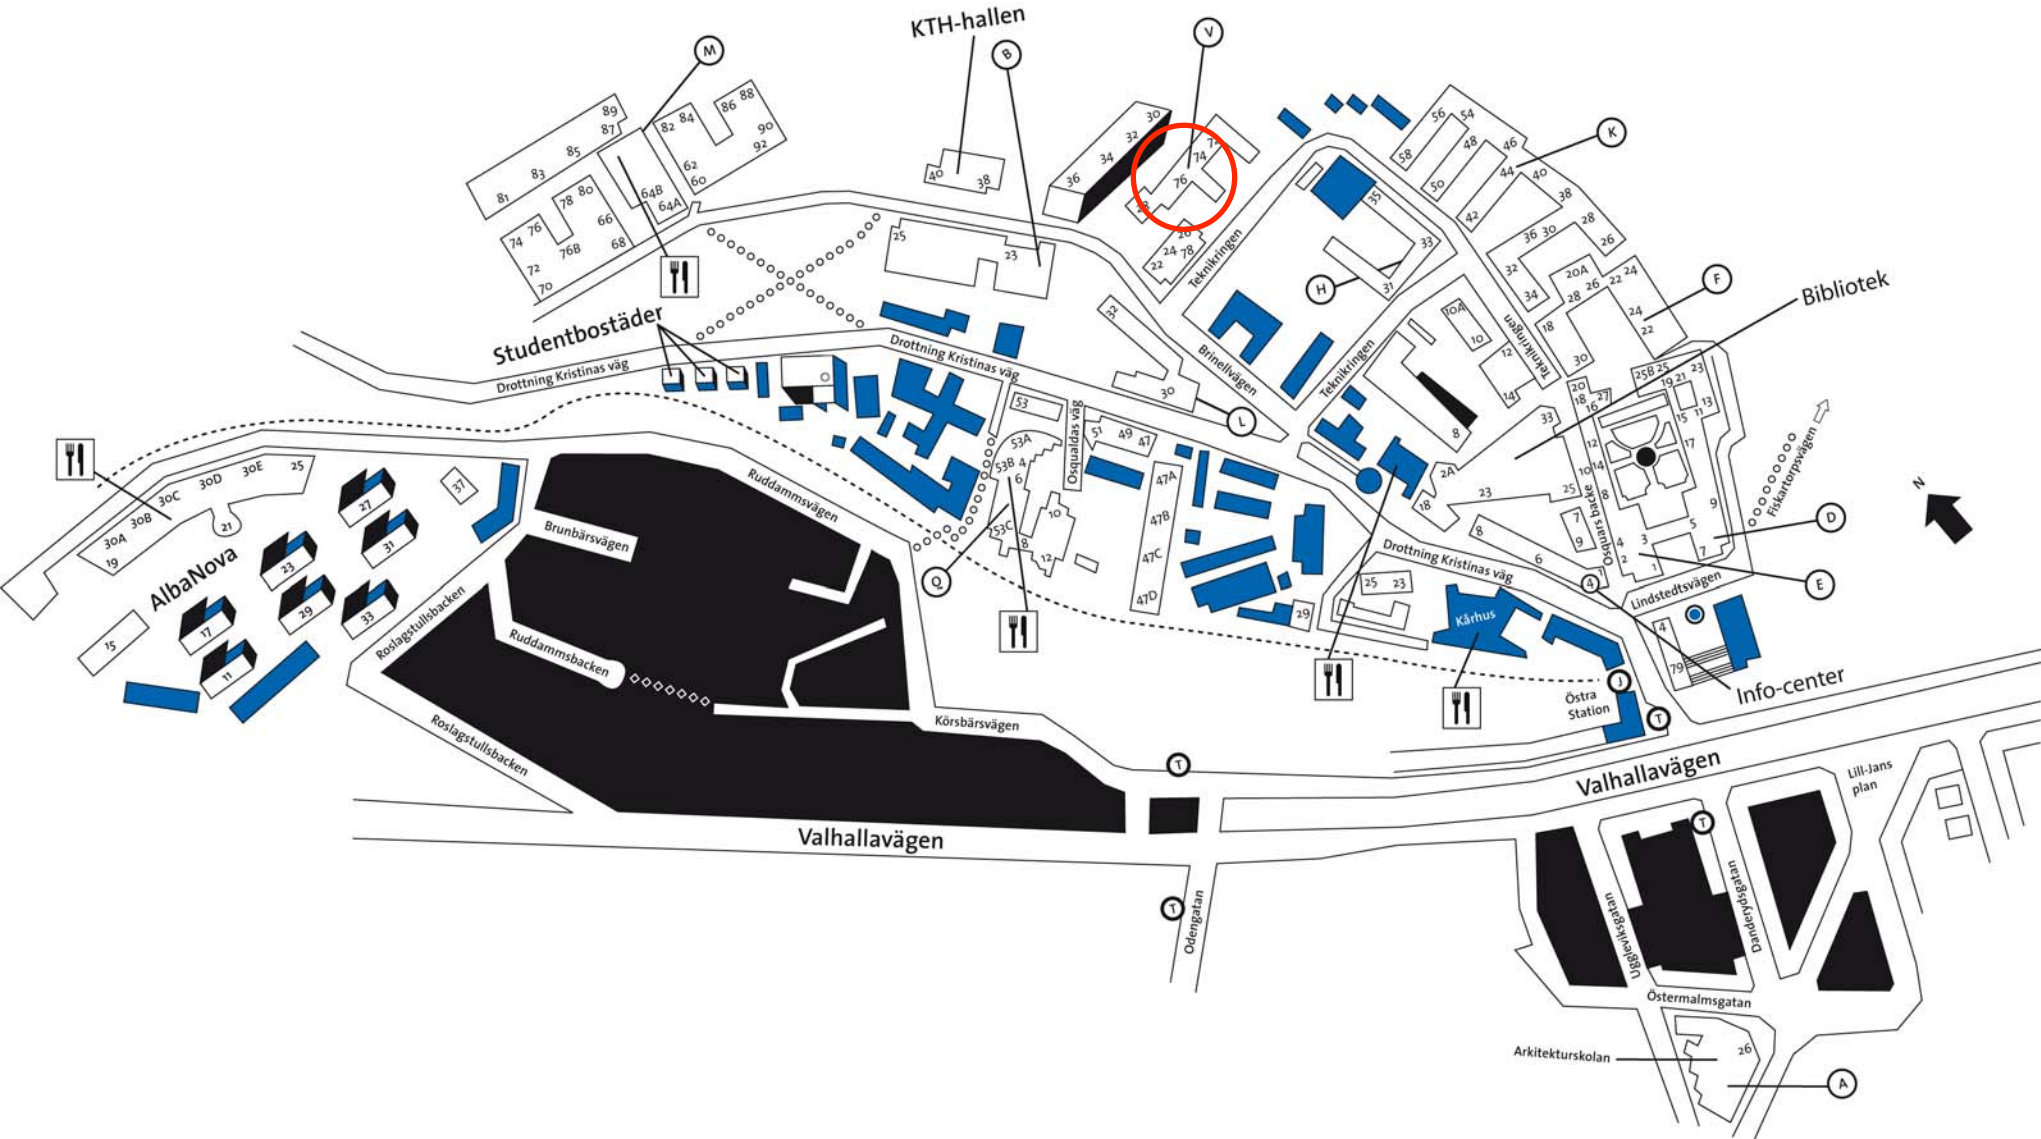 KTH-hallen
M
B
V
K
89
87
85
83
81
82
84
86
88
90
92
62
60
64B
64A
80
78
76
74
76B
72
70
66
68
40
38
30
32
34
36
74
76
24
22
78
25
23
56
54
58
48
46
50
44
40
42
38
28
36
30
26
32
34
35
33
31
H
F
Teknikringen
20A
22
24
26
28
24
22
18
30
Bibliotek
Studentbostäder
Drottning Kristinas väg
Drottning Kristinas väg
Brinellvägen
Teknikringen
Teknikringen
32
30
L
10A
10
12
14
8
33
2A
18
23
25
20
18
16
27
25B
25
19
21
23
13
11
15
17
12
10
14
8
9
5
3
4
2
1
7
Osquars backe
7
9
8
6
1
4
Fiskartorpsvägen
N
D
E
53
53A
53B
4
6
53C
8
10
12
Q
Osqualdas väg
51
49
47
47A
47B
47C
47D
29
Drottning Kristinas väg
25
23
Kårhus
Lindstedtsvägen
4
79
Info-center
Östra
Station
J
T
30E
25
30D
30C
30B
30A
19
21
37
27
31
23
29
33
17
11
15
AlbaNova
Ruddammsvägen
Brunbärsvägen
Ruddammsbacken
Roslagstullsbacken
Roslagstullsbacken
Körsbärsvägen
T
Valhallavägen
Valhallavägen
T
Odengatan
T
Lill-Jans
plan
Uggleviksgatan
Danderydsgatan
Östermalmsgatan
Arkitekturskolan
26
A